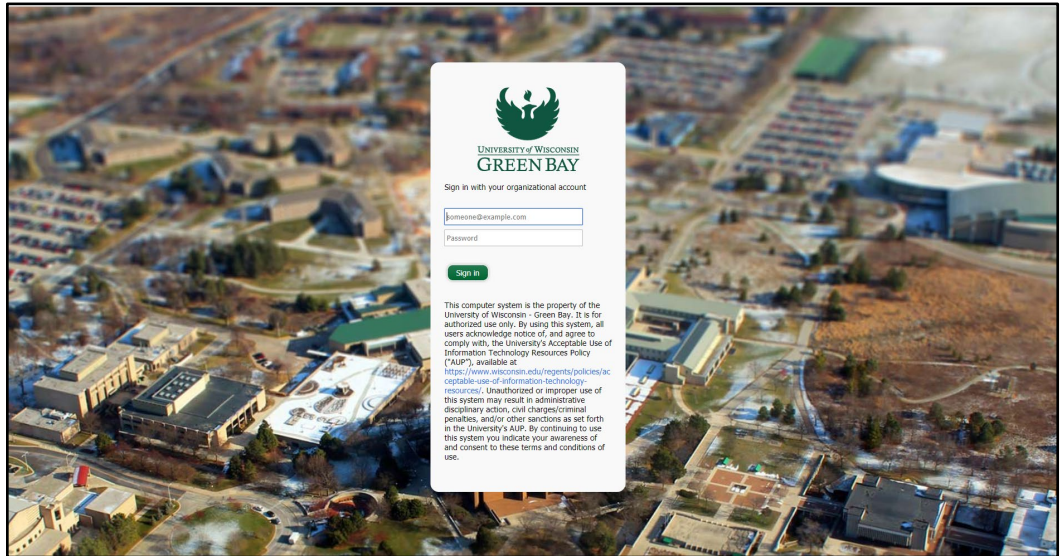 UNIVERSITY of WISCONSIN
GREEN BAY
Sign in with your organizational account
someone@example.com
Password
Sign in
This computer system is the property of the
University of Wisconsin - Green Bay. It is for
authorized use only. By using this system, all
users acknowledge notice of, and agree to
comply with, the University's Acceptable Use of
Information Technology Resources Policy
("AUP"), available at
https://www.wisconsin.edu/regents/policies/ac
ceptable-use-of-information-technology-
resources/. Unauthorized or improper use of
this system may result in administrative
disciplinary action, civil charges/criminal
penalties, and/or other sanctions as set forth
in the University's AUP. By continuing to use
this system you indicate your awareness of
and consent to these terms and conditions of
use.